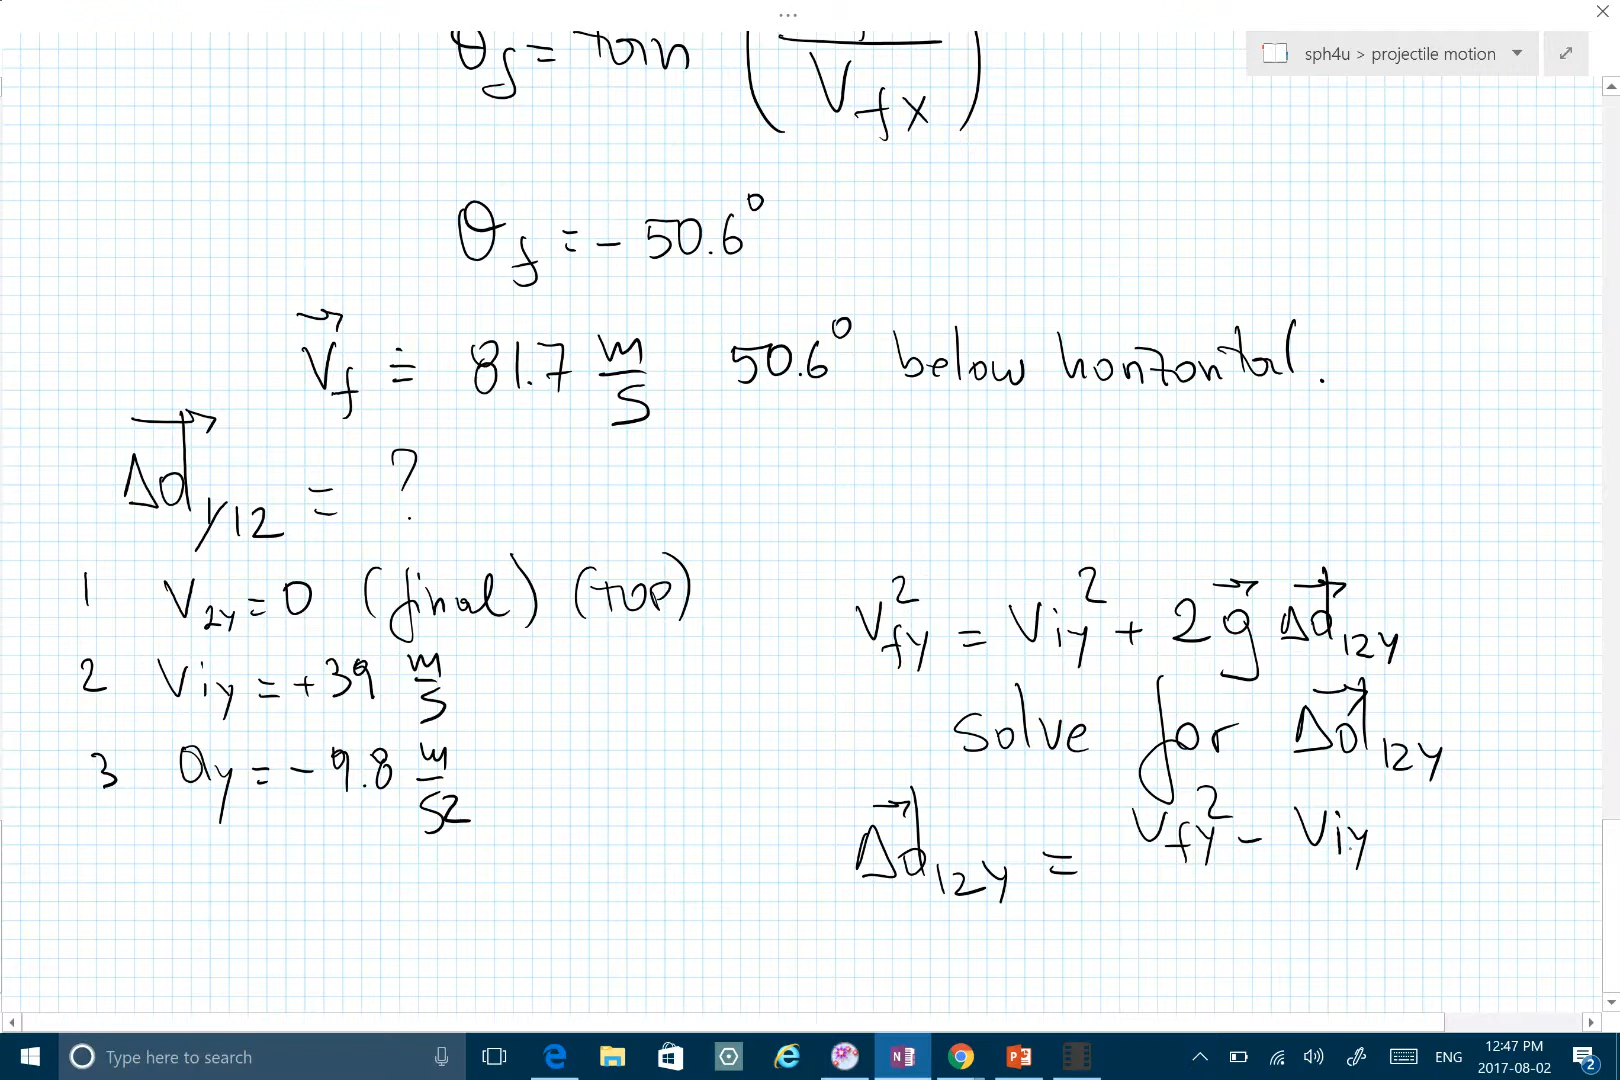 ...
sph4u > projectile motion
θf = tan ( / Vfx )
θf = - 50.6°
Vf = 81.7 m/s 50.6° below horizontal.
Δd y12 = ?
1 V2y = 0 (final) (top)
2 Viy = +39 m/s
3 ay = -9.8 m/s2
Vfy² = Viy² + 2 g Δd12y
solve for Δd12y
Δd12y = Vfy² - Viy
Type here to search
ENG
12:47 PM
2017-08-02
2